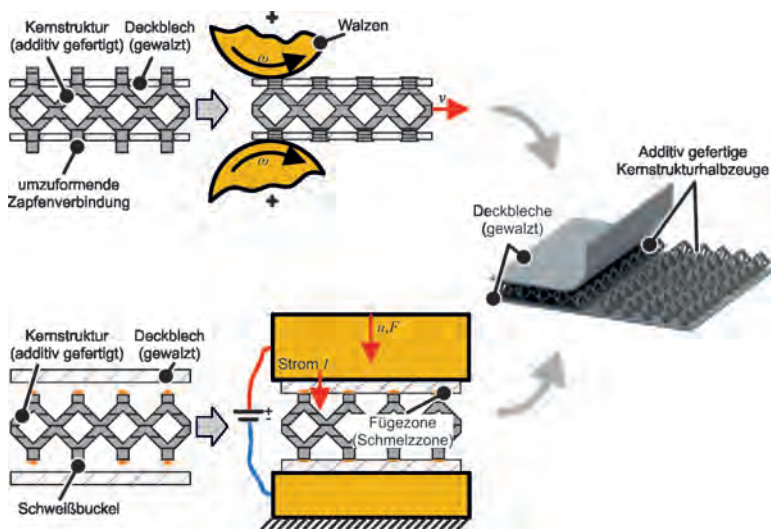 Kernstruktur
(additiv gefertigt)
Deckblech
(gewalzt)
Walzen
ω
v
ω
umzuformende
Zapfenverbindung
Additiv gefertige
Kernstrukturhalbzeuge
Deckbleche
(gewalzt)
Kernstruktur
(additiv gefertigt)
Deckblech
(gewalzt)
u,F
Strom I
+
-
Fügezone
(Schmelzzone)
Schweißbuckel